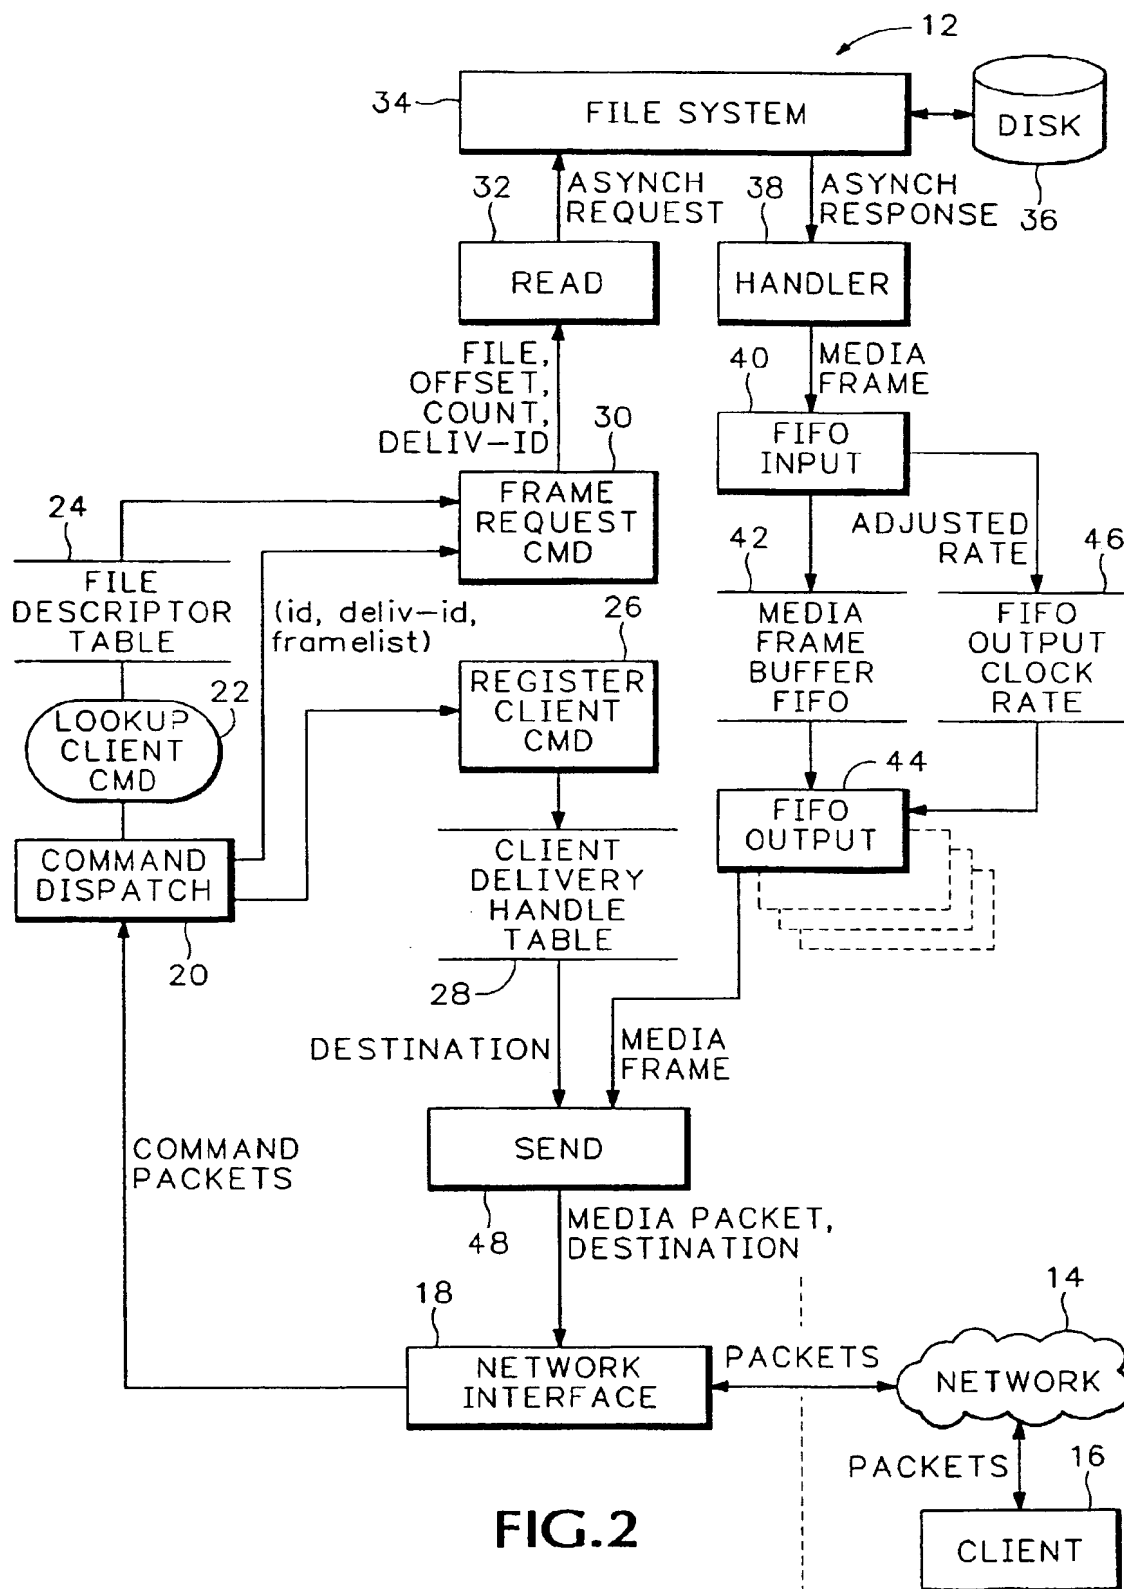 12
34
FILE SYSTEM
DISK
36
32
ASYNCH
REQUEST
38
ASYNCH
RESPONSE
READ
HANDLER
FILE,
OFFSET,
COUNT,
DELIV-ID
30
40
MEDIA
FRAME
FIFO
INPUT
24
FRAME
REQUEST
CMD
42
ADJUSTED
RATE
46
FILE
DESCRIPTOR
TABLE
(id, deliv-id,
framelist)
26
MEDIA
FRAME
BUFFER
FIFO
FIFO
OUTPUT
CLOCK
RATE
22
LOOKUP
CLIENT
CMD
REGISTER
CLIENT
CMD
44
FIFO
OUTPUT
COMMAND
DISPATCH
20
CLIENT
DELIVERY
HANDLE
TABLE
28
DESTINATION
MEDIA
FRAME
COMMAND
PACKETS
SEND
48
MEDIA PACKET,
DESTINATION
18
NETWORK
INTERFACE
PACKETS
14
NETWORK
PACKETS
16
CLIENT
FIG.2